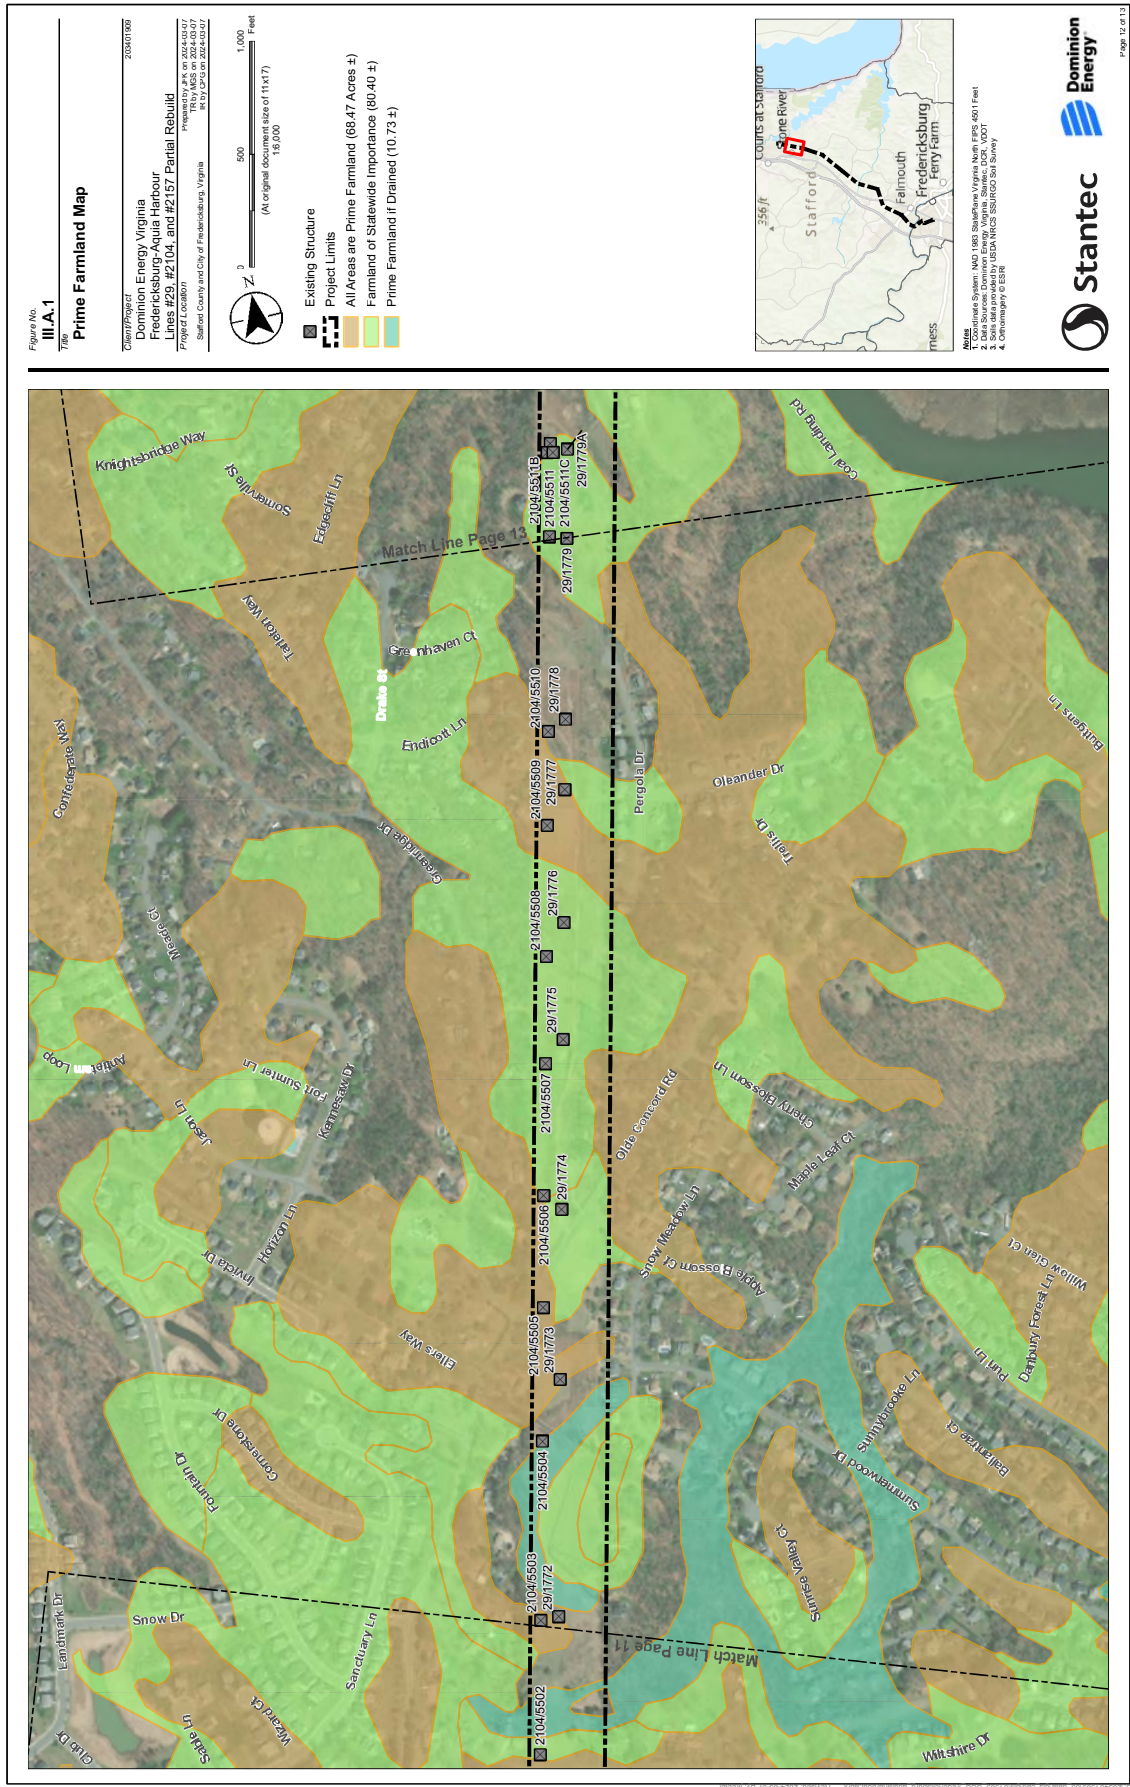 Figure No.
III.A.1
Title
Prime Farmland Map
Client/Project
203401909
Dominion Energy Virginia
Fredericksburg-Aquia Harbour
Lines #29, #2104, and #2157 Partial Rebuild
Project Location
Prepared by JFK on 2024-03-07
Stafford County and City of Fredericksburg, Virginia
TR by MGS on 2024-03-07
IR by CPG on 2024-03-07
N
0 500 1,000
Feet
(At original document size of 11x17)
1:6,000
Existing Structure
Project Limits
All Areas are Prime Farmland (68.47 Acres ±)
Farmland of Statewide Importance (80.40 ±)
Prime Farmland if Drained (10.73 ±)
Courts at Stafford
356 ft
Stafford
Falmouth
Fredericksburg
Ferry Farm
Notes
1. Coordinate System: NAD 1983 StatePlane Virginia North FIPS 4501 Feet
2. Data Sources: Dominion Energy Virginia, Stantec, DCR, VDOT
3. Soils data provided by USDA NRCS SSURGO Soil Survey
4. Orthoimagery © ESRI
Stantec
Dominion
Energy®
Page 12 of 13
Knightsbridge Way
Somerville St
Edgecliff Ln
Match Line Page 13
Tarleton Way
Drake St
Greenhaven Ct
Endicott Ln
Greenridge Dr
Confederate Way
Meade Ct
Antietam Loop
Jason Ln
Fort Sumter Ln
Kennesaw Dr
Horizon Ln
Invicta Dr
Ellers Way
Cornerstone Dr
Fountain Dr
Landmark Dr
Snow Dr
Sanctuary Ln
Wizard Ct
Sable Ln
Club Dr
2104/5511B
2104/5511
2104/5511C
29/1779A
29/1779
2104/5510
29/1778
2104/5509
29/1777
2104/5508
29/1776
29/1775
2104/5507
29/1774
2104/5506
2104/5505
29/1773
2104/5504
2104/5503
29/1772
2104/5502
Match Line Page 11
Coal Landing Rd
Buttgens Ln
Pergola Dr
Oleander Dr
Trellis Dr
Olde Concord Rd
Cherry Blossom Ln
Maple Leaf Ct
Snow Meadow Ln
Apple Blossom Ct
Willow Glen Ct
Danbury Forest Ln
Puri Ln
Sunnybrooke Ln
Ballantrae Ct
Summerwood Dr
Sunrise Valley Ct
Wiltshire Dr